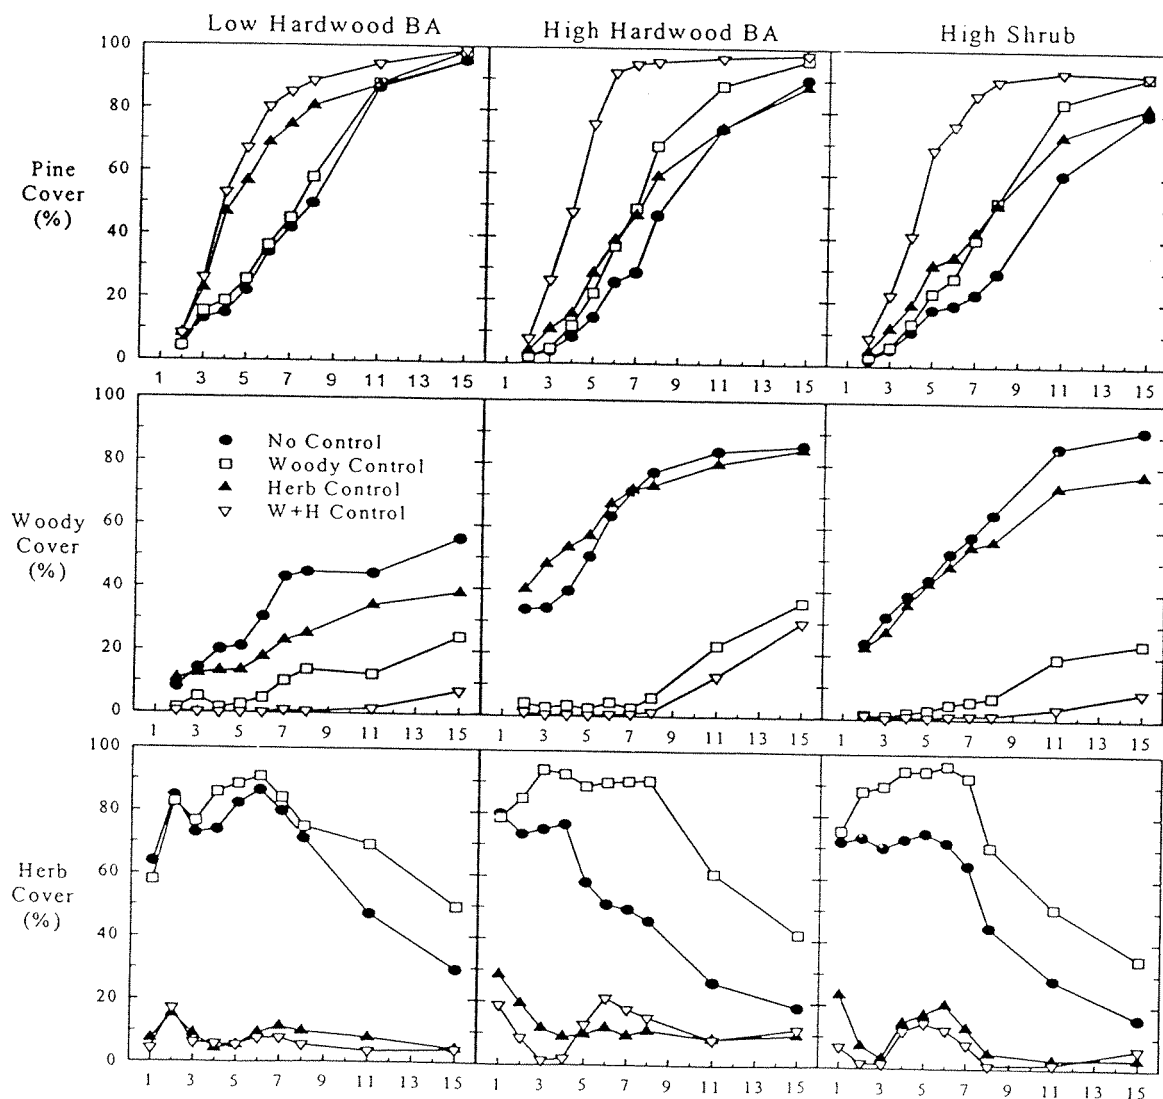 Low Hardwood BA High Hardwood BA High Shrub
100
80
Pine
Cover
(%)
60
40
20
0
1 3 5 7 9 11 13 15 1 3 5 7 9 11 13 15 1 3 5 7 9 11 13 15
100
80
Woody
Cover
(%)
60
40
20
0
No Control
Woody Control
Herb Control
W+H Control
1 3 5 7 9 11 13 15 1 3 5 7 9 11 13 15 1 3 5 7 9 11 13 15
100
80
Herb
Cover
(%)
60
40
20
0
1 3 5 7 9 11 13 15 1 3 5 7 9 11 13 15 1 3 5 7 9 11 13 15